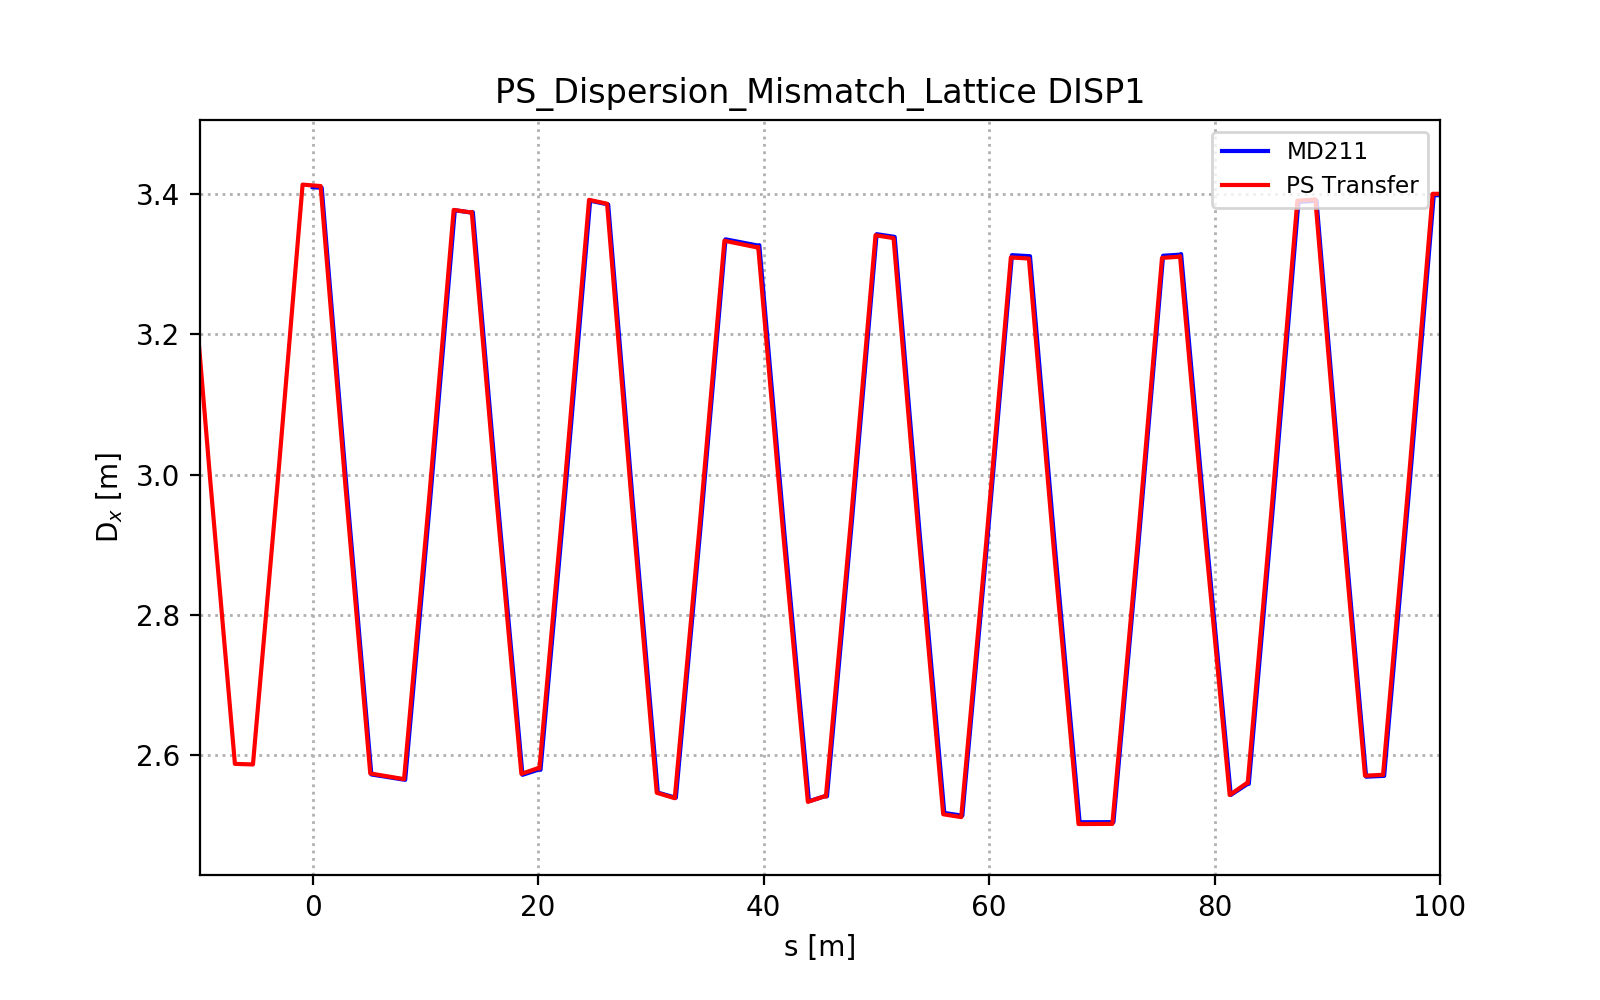 PS_Dispersion_Mismatch_Lattice DISP1
MD211
PS Transfer
3.4
3.2
3.0
2.8
2.6
Dₓ [m]
0 20 40 60 80 100
s [m]